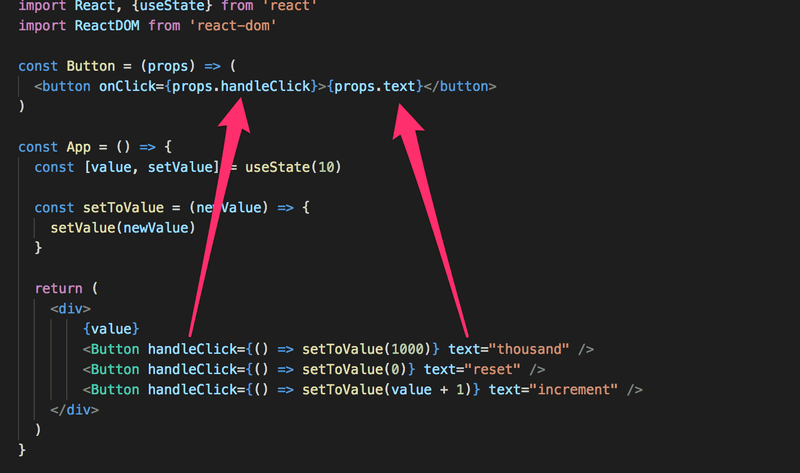 import React, {useState} from 'react'
import ReactDOM from 'react-dom'
const Button = (props) => (
<button onClick={props.handleClick}>{props.text}</button>
)
const App = () => {
const [value, setValue] = useState(10)
const setToValue = (newValue) => {
setValue(newValue)
}
return (
<div>
{value}
<Button handleClick={() => setToValue(1000)} text="thousand" />
<Button handleClick={() => setToValue(0)} text="reset" />
<Button handleClick={() => setToValue(value + 1)} text="increment" />
</div>
)
}